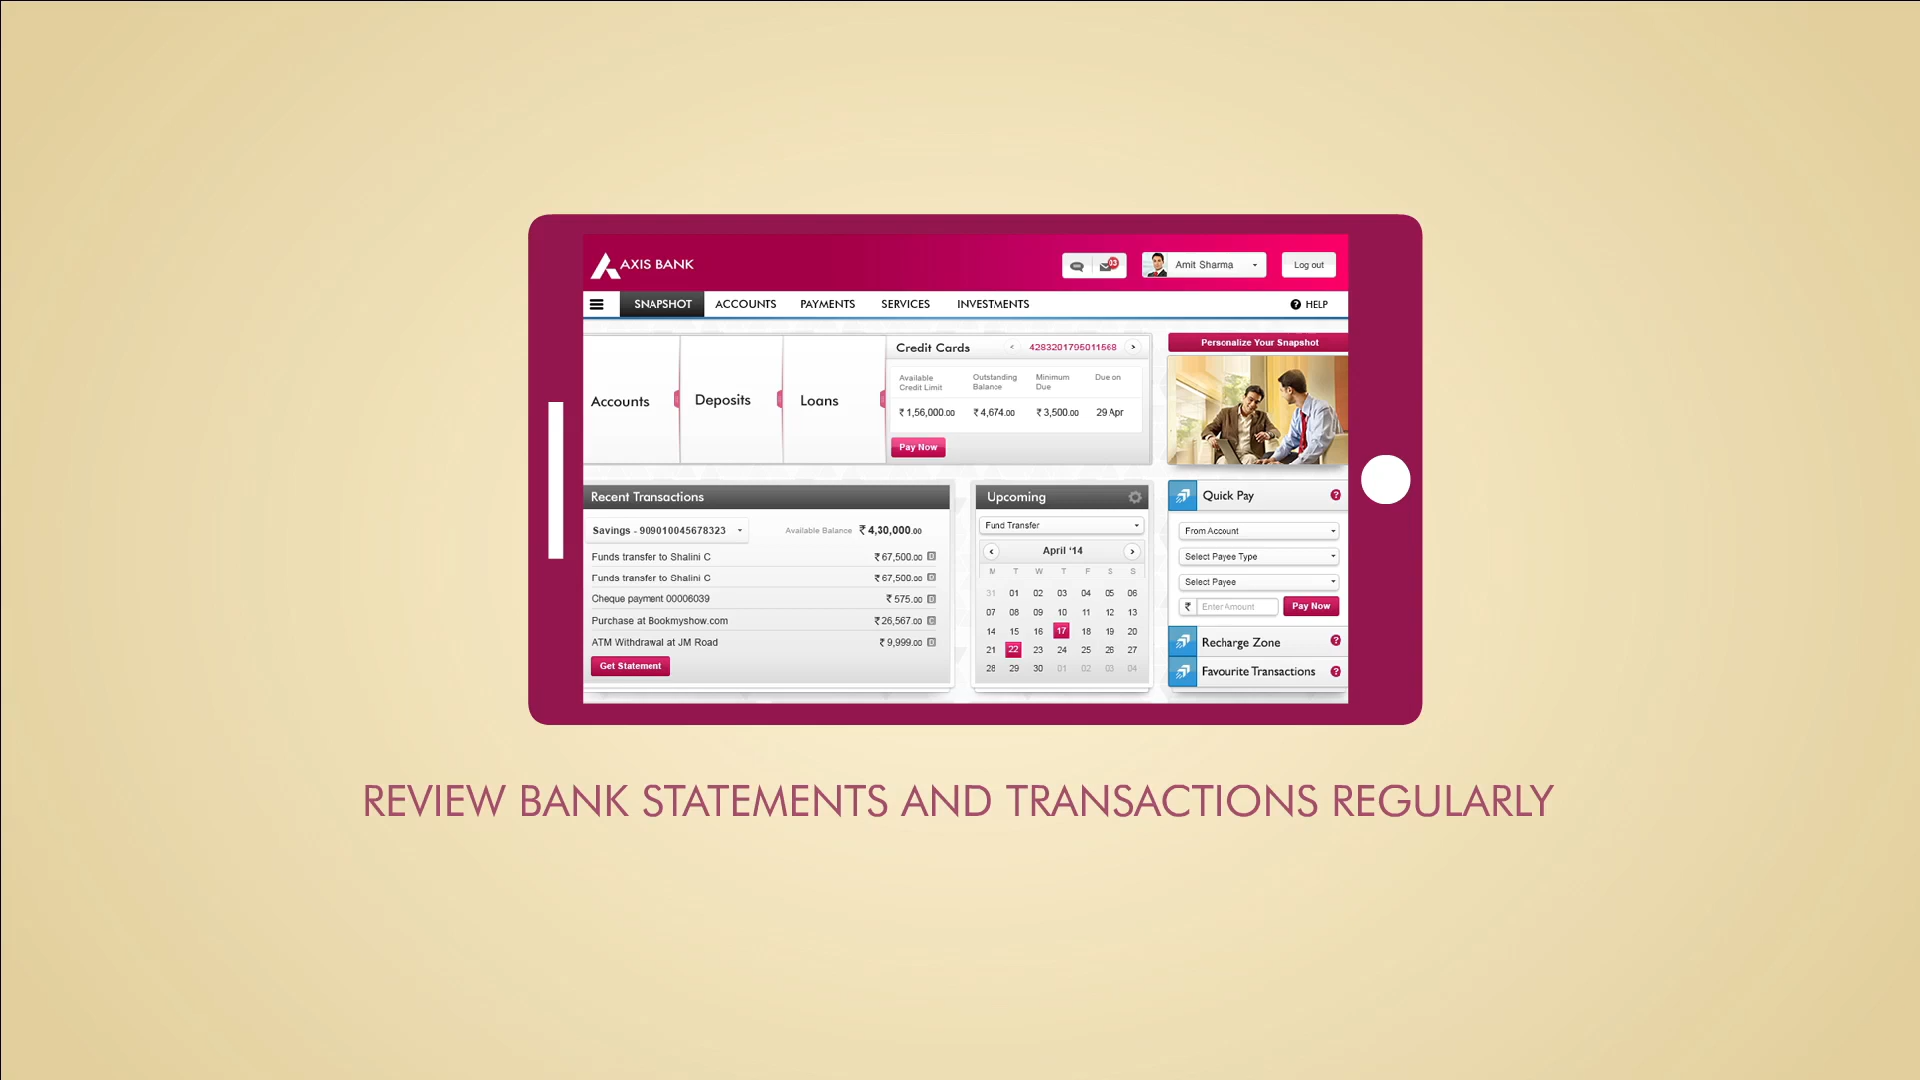 AXIS BANK
03
Amit Sharma
Log out
SNAPSHOT ACCOUNTS PAYMENTS SERVICES INVESTMENTS
? HELP
Accounts
Deposits
Loans
Credit Cards < 4283201795011568 >
Available Credit Limit
Outstanding Balance
Minimum Due
Due on
₹ 1,56,000.00 ₹ 4,674.00 ₹ 3,500.00 29 Apr
Pay Now
Personalize Your Snapshot
Recent Transactions
Savings - 909010045678323 Available Balance ₹ 4,30,000.00
Funds transfer to Shalini C ₹ 67,500.00 D
Funds transfer to Shalini C ₹ 67,500.00 D
Cheque payment 00006039 ₹ 575.00 D
Purchase at Bookmyshow.com ₹ 26,567.00 C
ATM Withdrawal at JM Road ₹ 9,999.00 D
Get Statement
Upcoming
Fund Transfer
< April ‘14 >
M T W T F S S
31 01 02 03 04 05 06
07 08 09 10 11 12 13
14 15 16 17 18 19 20
21 22 23 24 25 26 27
28 29 30 01 02 03 04
Quick Pay ?
From Account
Select Payee Type
Select Payee
₹ Enter Amount Pay Now
Recharge Zone ?
Favourite Transactions ?
REVIEW BANK STATEMENTS AND TRANSACTIONS REGULARLY